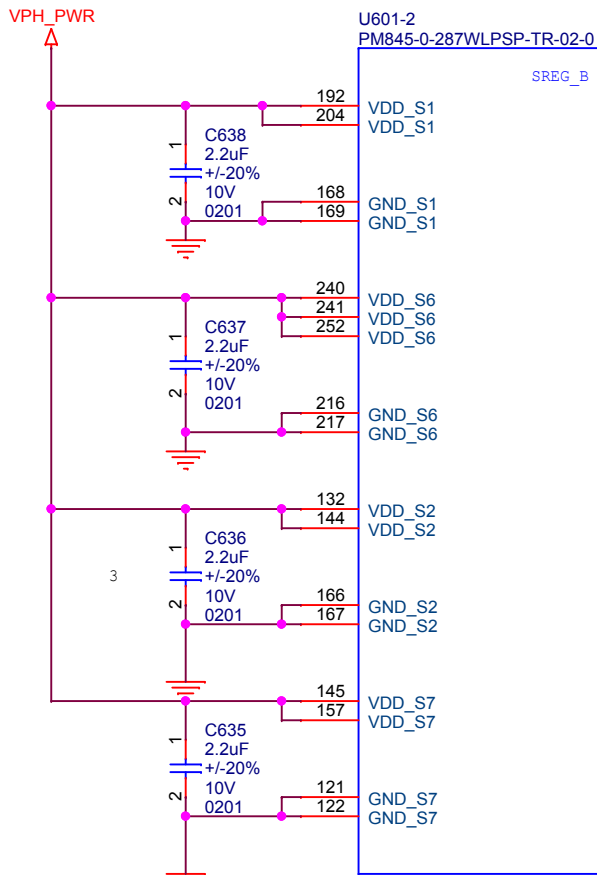 VPH_PWR
U601-2
PM845-0-287WLPSP-TR-02-0
SREG_B
192 VDD_S1
204 VDD_S1
1 C638
2.2uF
+/-20%
2 10V
0201
168 GND_S1
169 GND_S1
240 VDD_S6
241 VDD_S6
252 VDD_S6
1 C637
2.2uF
+/-20%
2 10V
0201
216 GND_S6
217 GND_S6
132 VDD_S2
144 VDD_S2
1 C636
2.2uF
3 +/-20%
2 10V
0201
166 GND_S2
167 GND_S2
145 VDD_S7
157 VDD_S7
1 C635
2.2uF
+/-20%
2 10V
0201
121 GND_S7
122 GND_S7